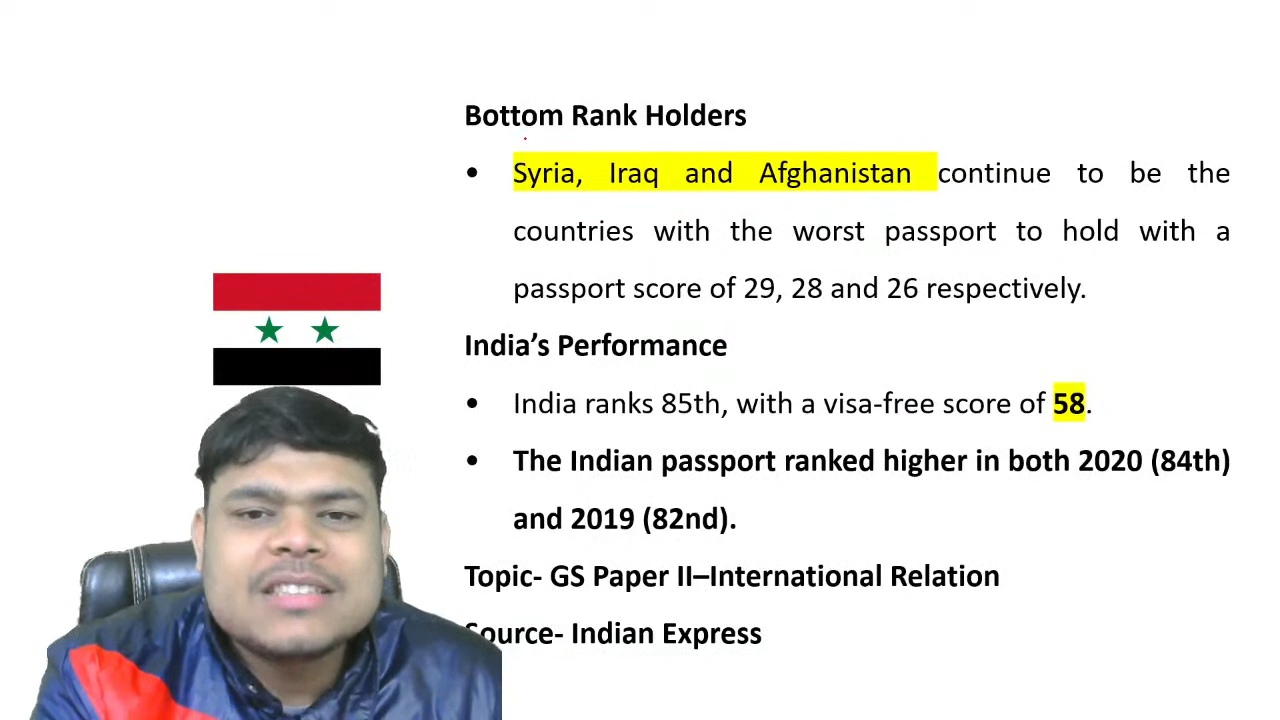 Bottom Rank Holders
• Syria, Iraq and Afghanistan continue to be the
countries with the worst passport to hold with a
passport score of 29, 28 and 26 respectively.
India’s Performance
• India ranks 85th, with a visa-free score of 58.
• The Indian passport ranked higher in both 2020 (84th)
and 2019 (82nd).
Topic- GS Paper II–International Relation
Source- Indian Express